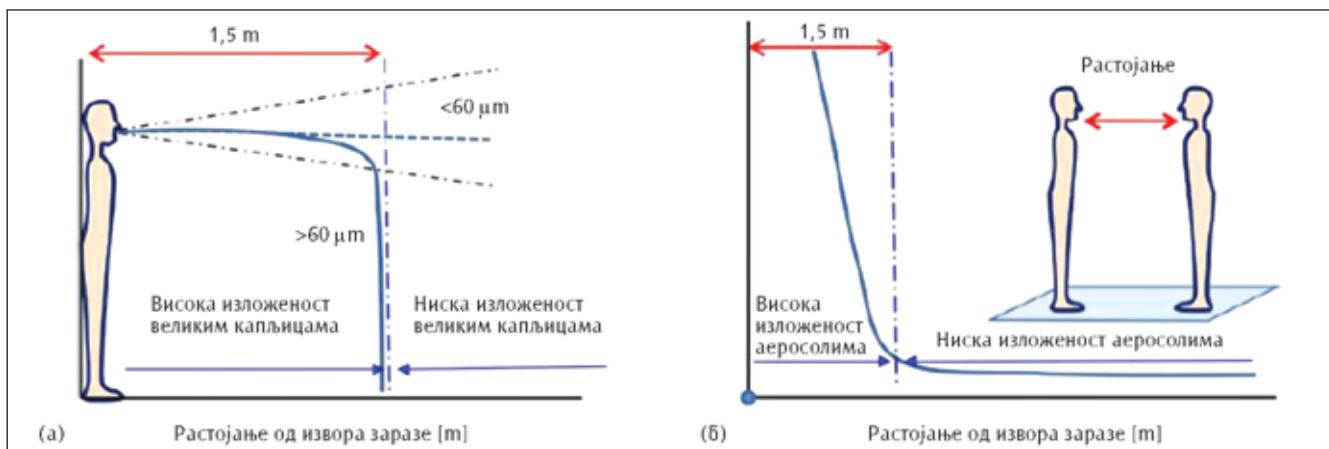 1,5 m
<60 μm
>60 μm
Висока изложеност
великим капљицама
Ниска изложеност
великим капљицама
(а)
Растојање од извора заразе [m]
1,5 m
Растојање
Висока
изложеност
аеросолима
Ниска изложеност аеросолима
(б)
Растојање од извора заразе [m]